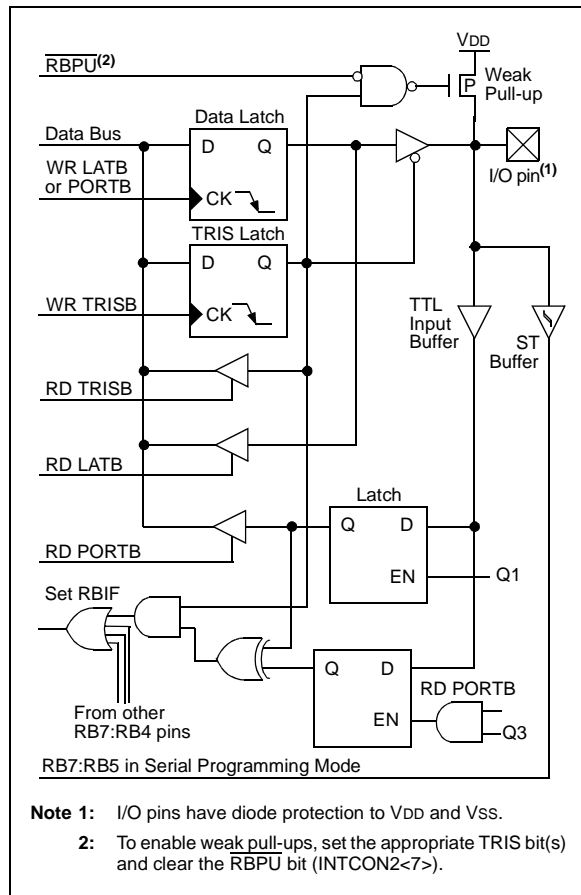 VDD
RBPU(2)
Weak
Pull-up
P
Data Latch
Data Bus
D Q
WR LATB
or PORTB
CK
I/O pin(1)
TRIS Latch
D Q
WR TRISB
CK
TTL
Input
Buffer
ST
Buffer
RD TRISB
RD LATB
Latch
Q D
RD PORTB
EN
Q1
Set RBIF
Q D
RD PORTB
EN
Q3
From other
RB7:RB4 pins
RB7:RB5 in Serial Programming Mode
Note 1: I/O pins have diode protection to VDD and VSS.
2: To enable weak pull-ups, set the appropriate TRIS bit(s)
and clear the RBPU bit (INTCON2<7>).